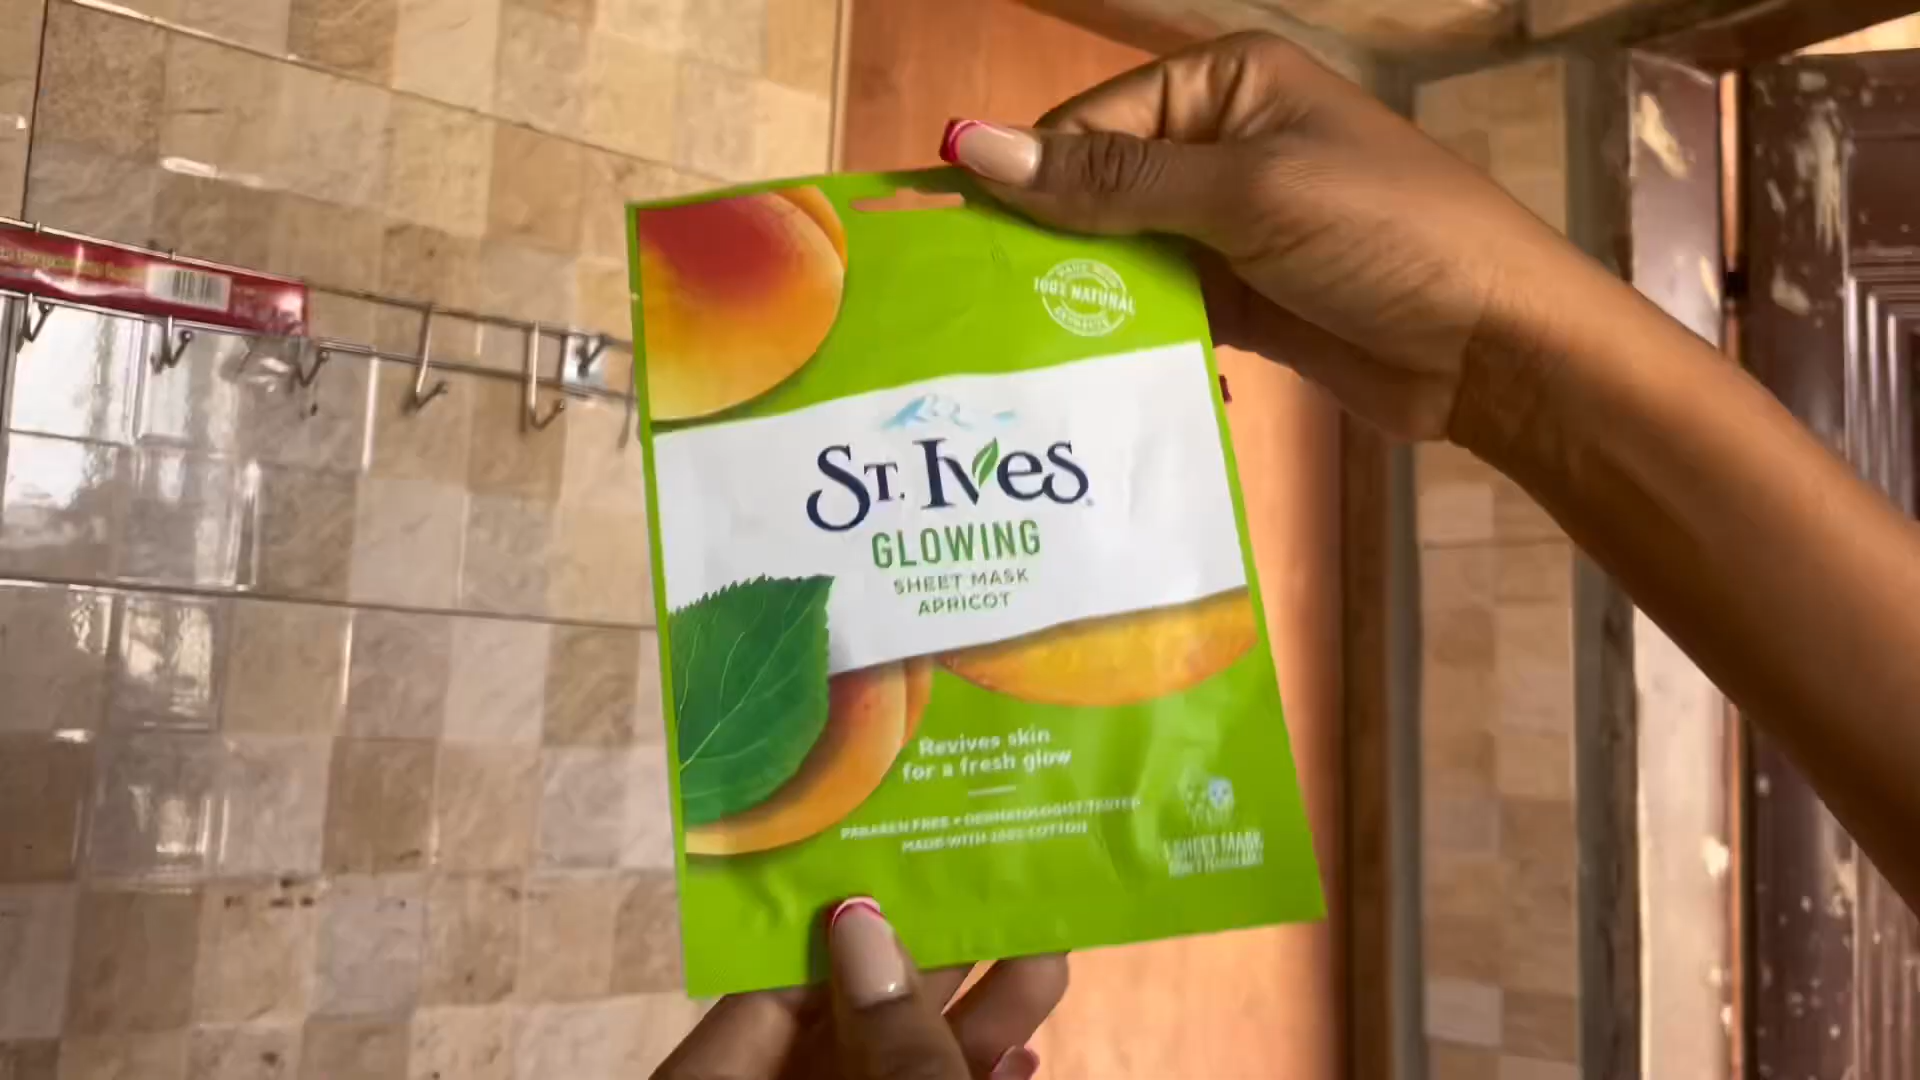 100% NATURAL
St. Ives
GLOWING
SHEET MASK
APRICOT
Revives skin
for a fresh glow
PARABEN FREE • DERMATOLOGIST TESTED
MADE WITH 100% COTTON
1 SHEET MASK